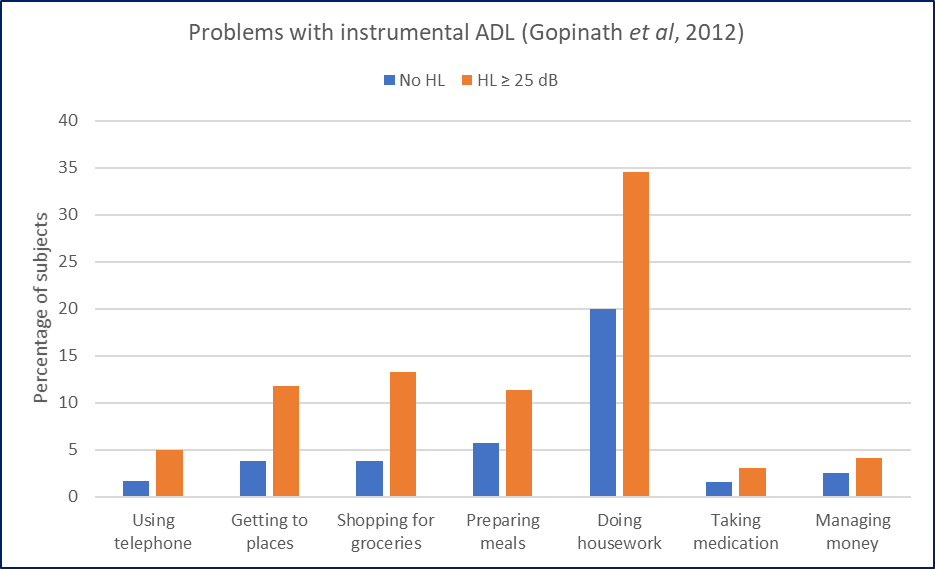 Problems with instrumental ADL (Gopinath et al, 2012)
No HL HL ≥ 25 dB
Percentage of subjects
40
35
30
25
20
15
10
5
0
Using telephone
Getting to places
Shopping for groceries
Preparing meals
Doing housework
Taking medication
Managing money